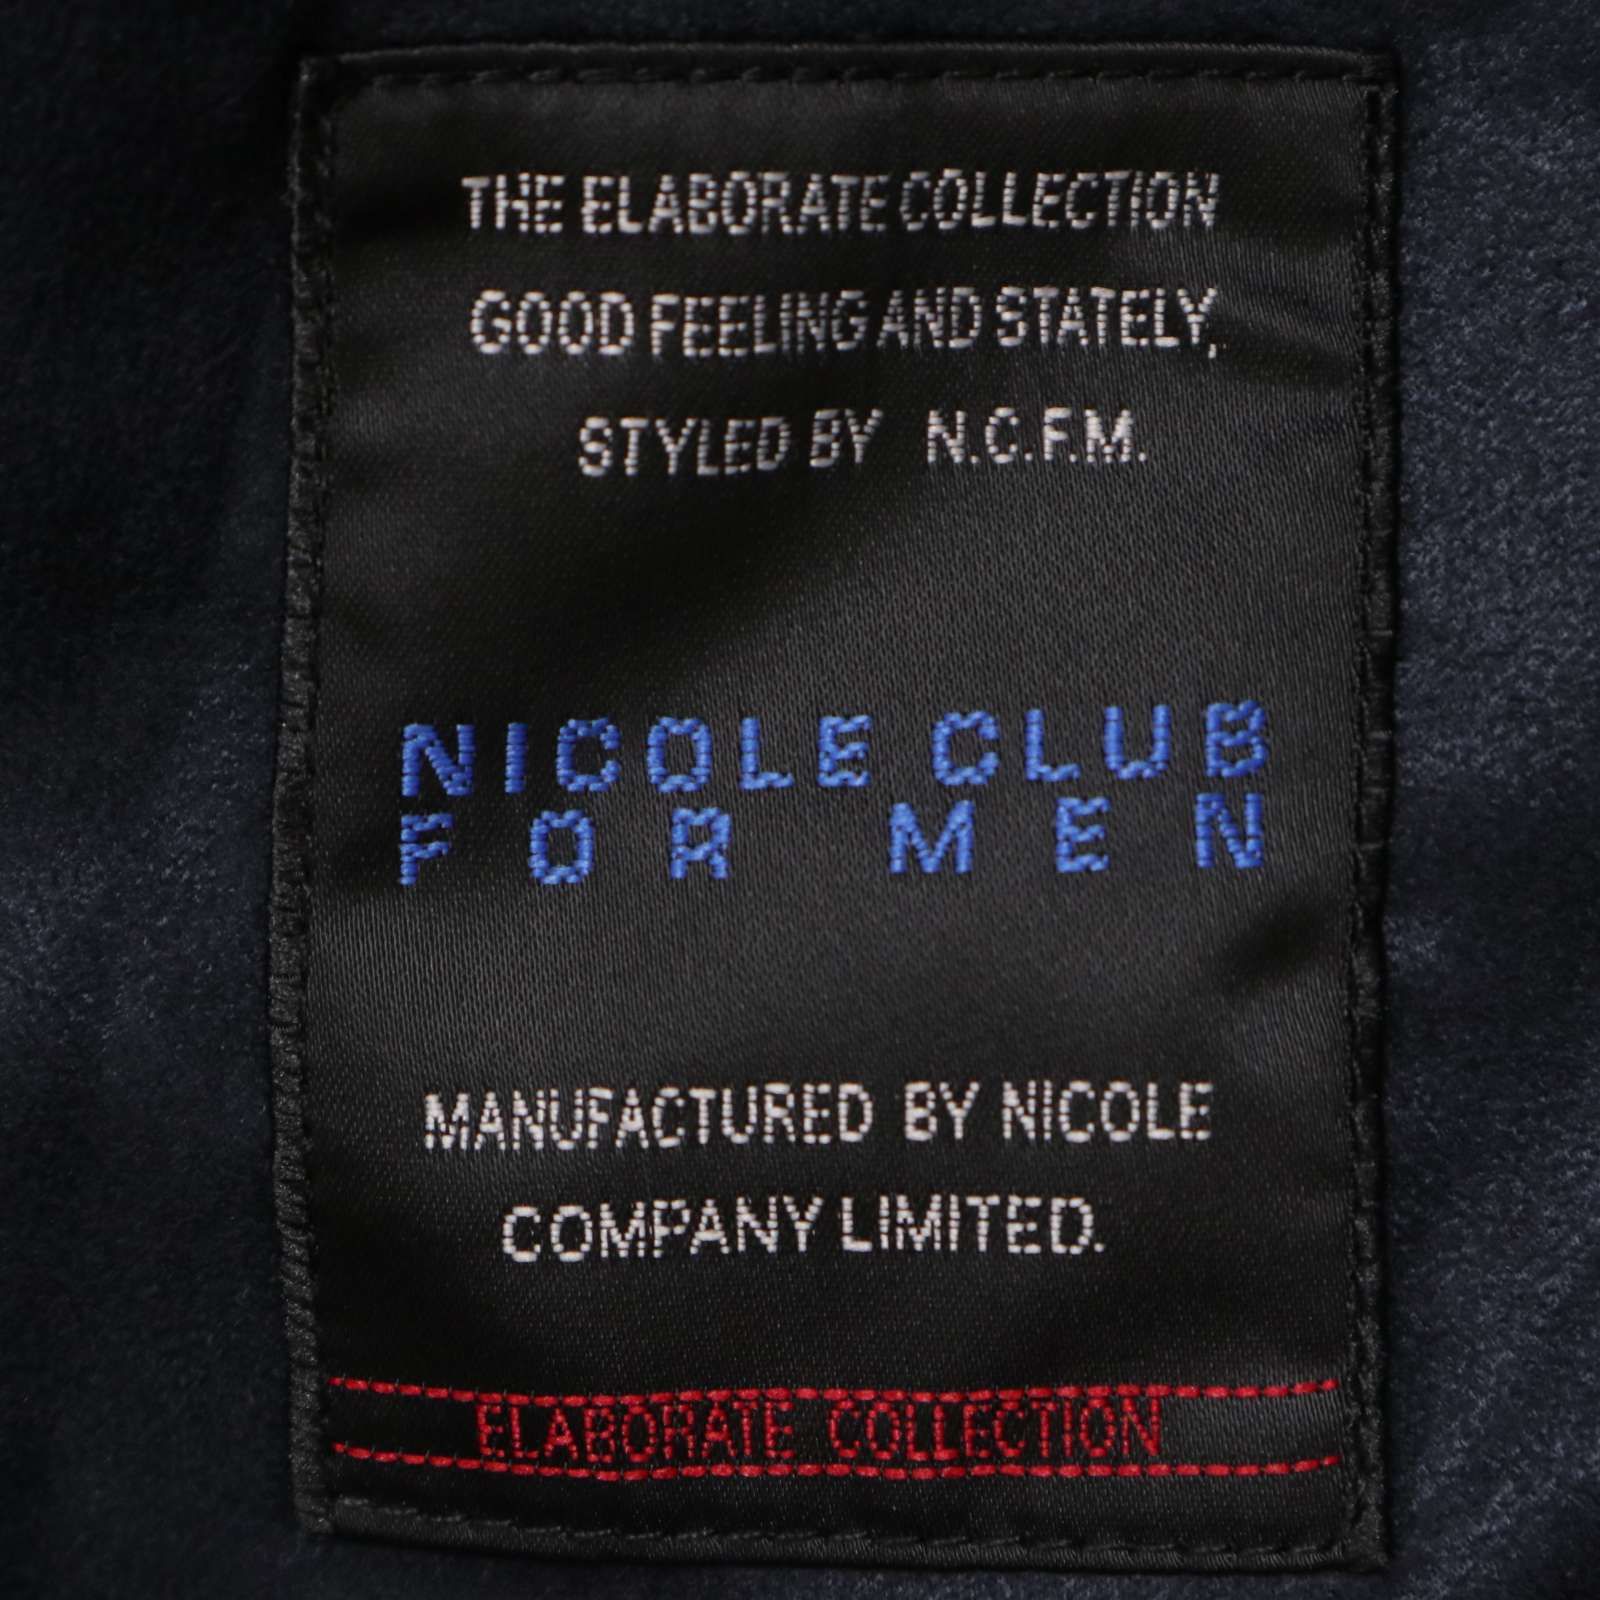 THE ELABORATE COLLECTION
GOOD FEELING AND STATELY,
STYLED BY N.C.F.M.
NICOLE CLUB
FOR MEN
MANUFACTURED BY NICOLE
COMPANY LIMITED.
ELABORATE COLLECTION